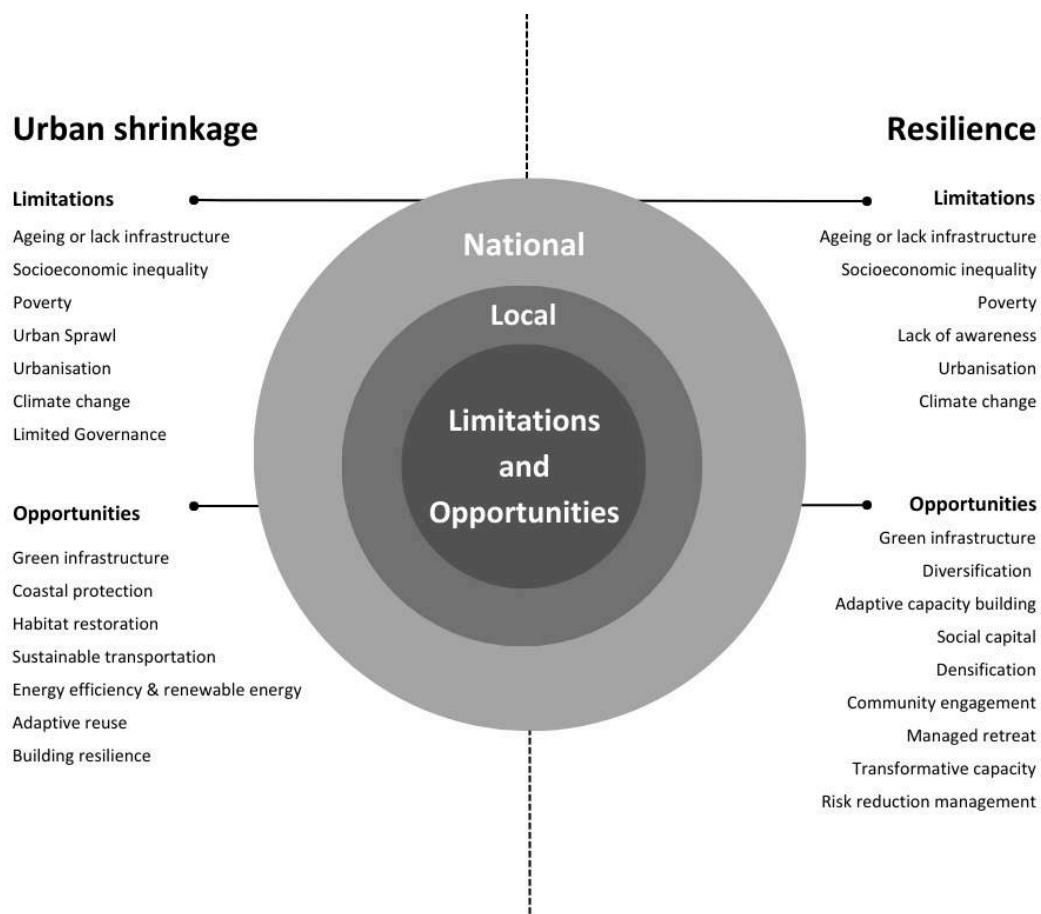 Urban shrinkage
Limitations
Ageing or lack infrastructure
Socioeconomic inequality
Poverty
Urban Sprawl
Urbanisation
Climate change
Limited Governance
Opportunities
Green infrastructure
Coastal protection
Habitat restoration
Sustainable transportation
Energy efficiency & renewable energy
Adaptive reuse
Building resilience
National
Local
Limitations
and
Opportunities
Resilience
Limitations
Ageing or lack infrastructure
Socioeconomic inequality
Poverty
Lack of awareness
Urbanisation
Climate change
Opportunities
Green infrastructure
Diversification
Adaptive capacity building
Social capital
Densification
Community engagement
Managed retreat
Transformative capacity
Risk reduction management